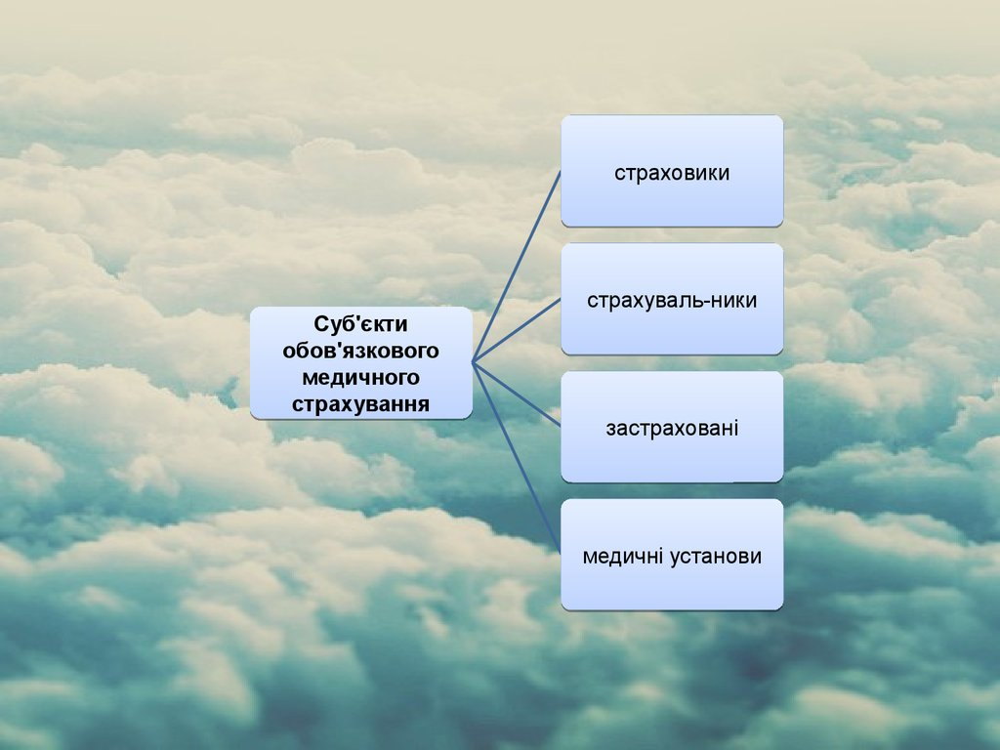 Суб'єкти
обов'язкового
медичного
страхування
страховики
страхуваль-ники
застраховані
медичні установи